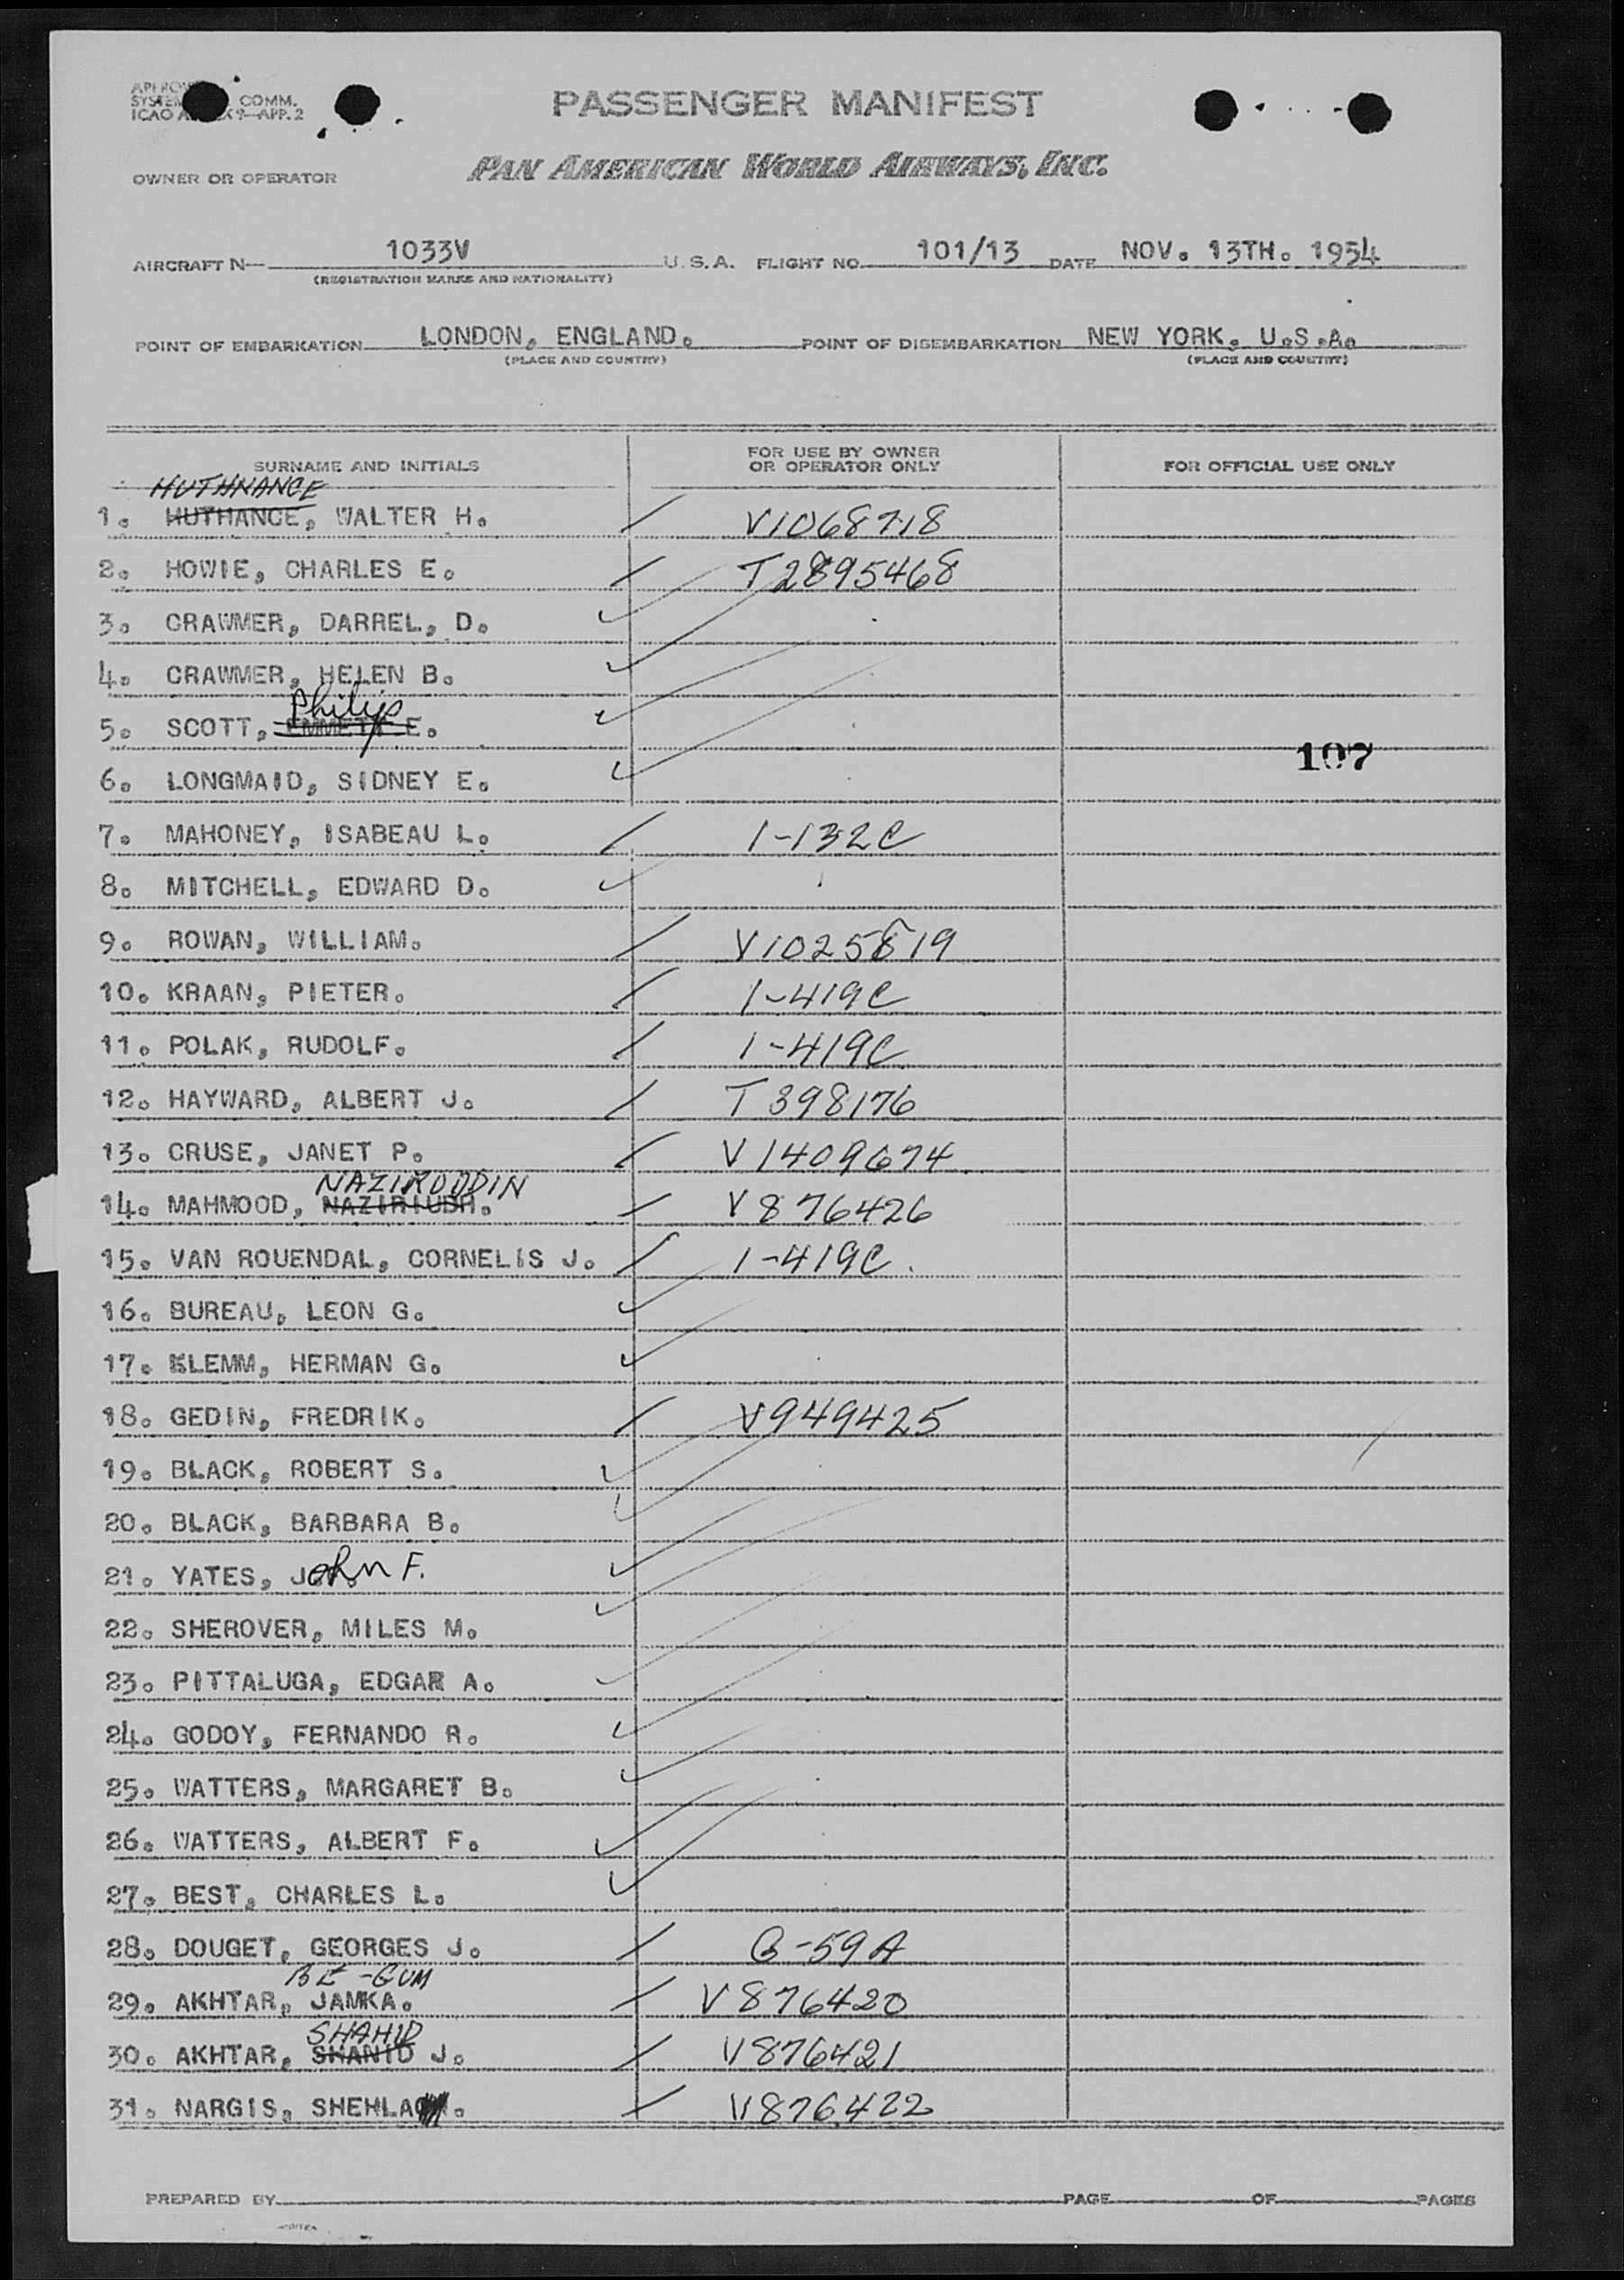 COMM.
PASSENGER MANIFEST
OWNER OR OPERATOR
PAN AMERICAN WORLD AIRWAYS, INC.
AIRCRAFT N— 1033V U.S.A. FLIGHT NO. 101/13 DATE NOV. 13TH. 1954
(REGISTRATION MARKS AND NATIONALITY)
POINT OF EMBARKATION LONDON, ENGLAND. POINT OF DISEMBARKATION NEW YORK. U.S.A.
(PLACE AND COUNTRY) (PLACE AND COUNTRY)
SURNAME AND INITIALS FOR USE BY OWNER OR OPERATOR ONLY FOR OFFICIAL USE ONLY
HUTHNANCE
1. HUTHANCE, WALTER H. V1068718
2. HOWIE, CHARLES E. T2895468
3. CRAWMER, DARREL, D.
4. CRAWMER, HELEN B.
Philip
5. SCOTT, EMMETT E.
107
6. LONGMAID, SIDNEY E.
7. MAHONEY, ISABEAU L. 1-132C
8. MITCHELL, EDWARD D.
9. ROWAN, WILLIAM. V1025819
10. KRAAN, PIETER. 1-419C
11. POLAK, RUDOLF. 1-419C
12. HAYWARD, ALBERT J. T398176
13. CRUSE, JANET P. V1409674
NAZIRUDDIN
14. MAHMOOD, V876426
15. VAN ROUENDAL, CORNELIS J. 1-419C
16. BUREAU, LEON G.
17. KLEMM, HERMAN G.
18. GEDIN, FREDRIK. V949425
19. BLACK, ROBERT S.
20. BLACK, BARBARA B.
21. YATES, John F.
22. SHEROVER, MILES M.
23. PITTALUGA, EDGAR A.
24. GODOY, FERNANDO R.
25. WATTERS, MARGARET B.
26. WATTERS, ALBERT F.
27. BEST, CHARLES L.
28. DOUGET, GEORGES J. G-59A
BE-GUM
29. AKHTAR, JAMKA. V876420
SHAHID
30. AKHTAR, SHANID J. V876421
31. NARGIS, SHEHLA V876422
PREPARED BY PAGE OF PAGES